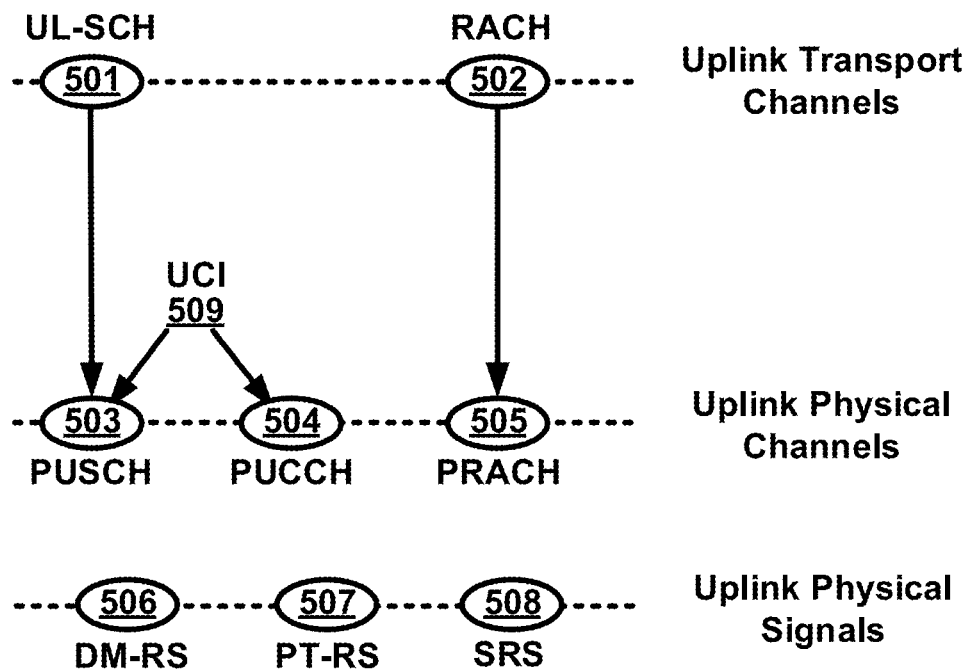 UL-SCH
RACH
501
502
Uplink Transport
Channels
UCI
509
503
504
505
Uplink Physical
Channels
PUSCH
PUCCH
PRACH
506
507
508
Uplink Physical
Signals
DM-RS
PT-RS
SRS